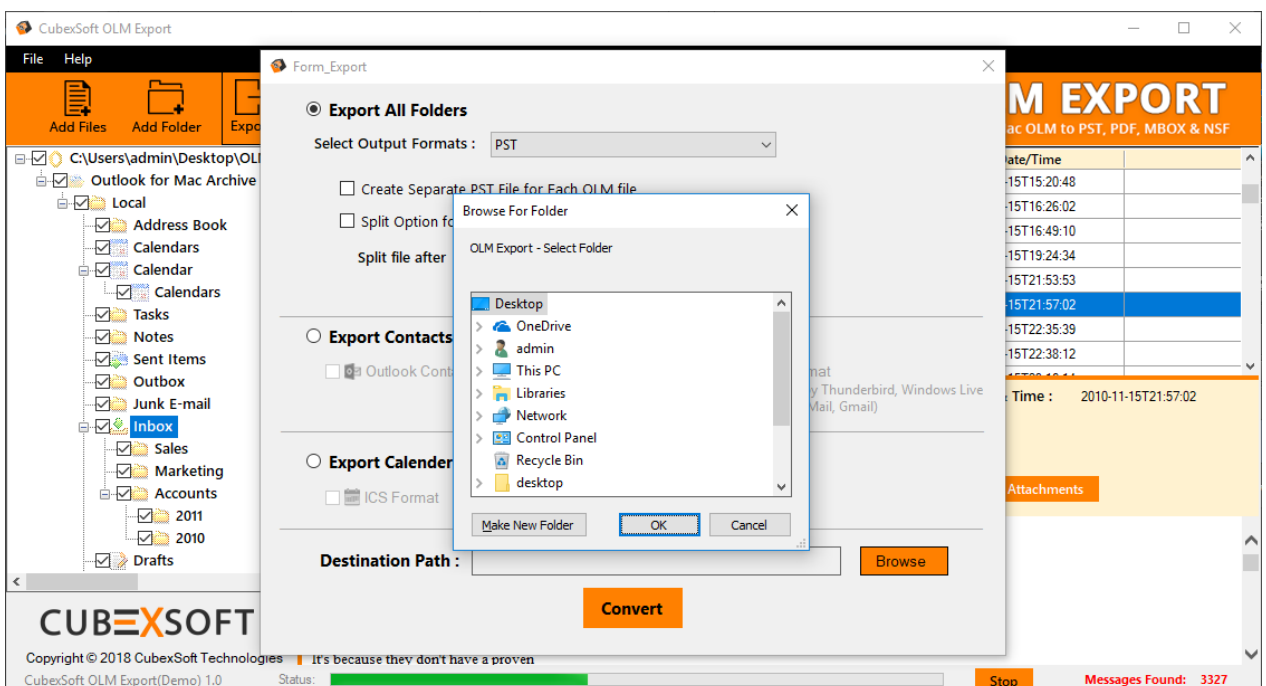 CubexSoft OLM Export
File Help
Form_Export
Add Files Add Folder Expo
M EXPORT
ac OLM to PST, PDF, MBOX & NSF
Export All Folders
Select Output Formats : PST
Create Separate PST File for Each OLM file
Split Option fo
Split file after
C:\Users\admin\Desktop\OLI
Outlook for Mac Archive
Local
Address Book
Calendars
Calendar
Calendars
Tasks
Notes
Sent Items
Outbox
Junk E-mail
Inbox
Sales
Marketing
Accounts
2011
2010
Drafts
Browse For Folder
OLM Export - Select Folder
Desktop
OneDrive
admin
This PC
Libraries
Network
Control Panel
Recycle Bin
desktop
Make New Folder OK Cancel
Export Contacts
Outlook Cont
mat
y Thunderbird, Windows Live
Mail, Gmail)
Export Calender
ICS Format
Destination Path : Browse
Convert
ate/Time
-15T15:20:48
-15T16:26:02
-15T16:49:10
-15T19:24:34
-15T21:53:53
-15T21:57:02
-15T22:35:39
-15T22:38:12
Time : 2010-11-15T21:57:02
Attachments
CUBEXSOFT
Copyright © 2018 CubexSoft Technologies
It's because they don't have a proven
CubexSoft OLM Export(Demo) 1.0 Status: Stop Messages Found: 3327